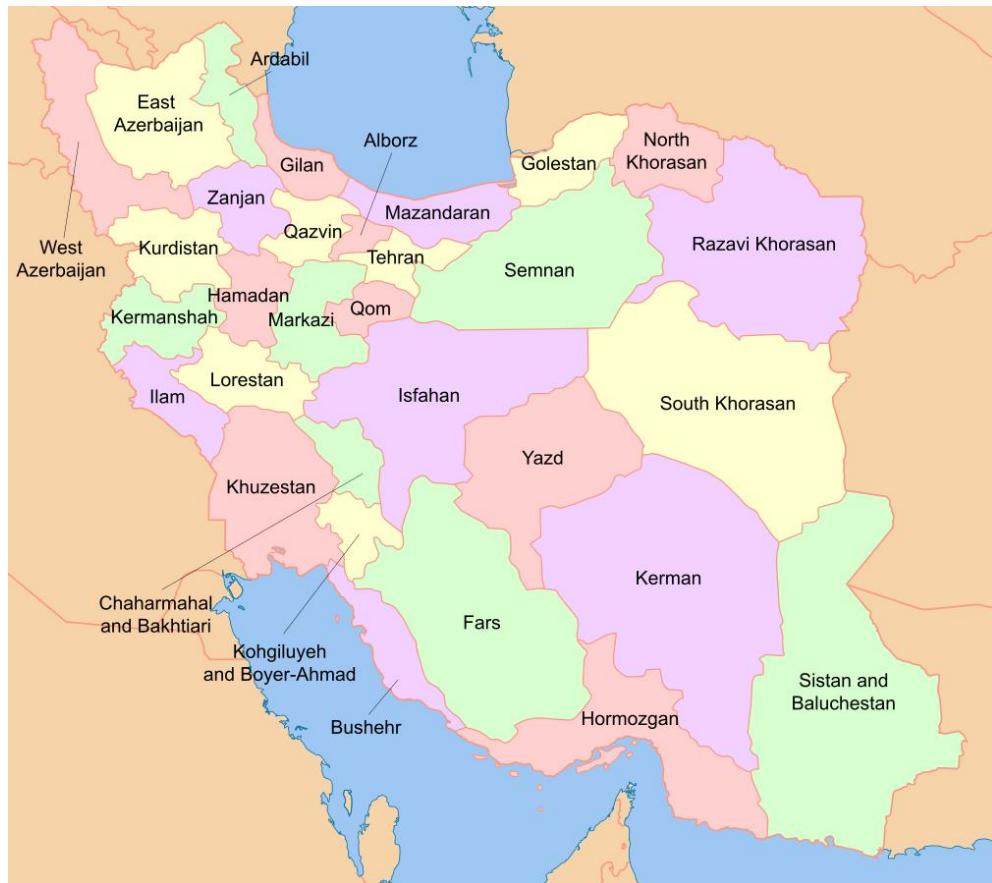 Ardabil
East
Azerbaijan
Alborz
North
Khorasan
Golestan
Gilan
Zanjan
Mazandaran
Qazvin
West
Azerbaijan
Kurdistan
Tehran
Semnan
Razavi Khorasan
Hamadan
Kermanshah
Markazi
Qom
Lorestan
Ilam
Isfahan
South Khorasan
Yazd
Khuzestan
Kerman
Chaharmahal
and Bakhtiari
Fars
Kohgiluyeh
and Boyer-Ahmad
Sistan and
Baluchestan
Bushehr
Hormozgan